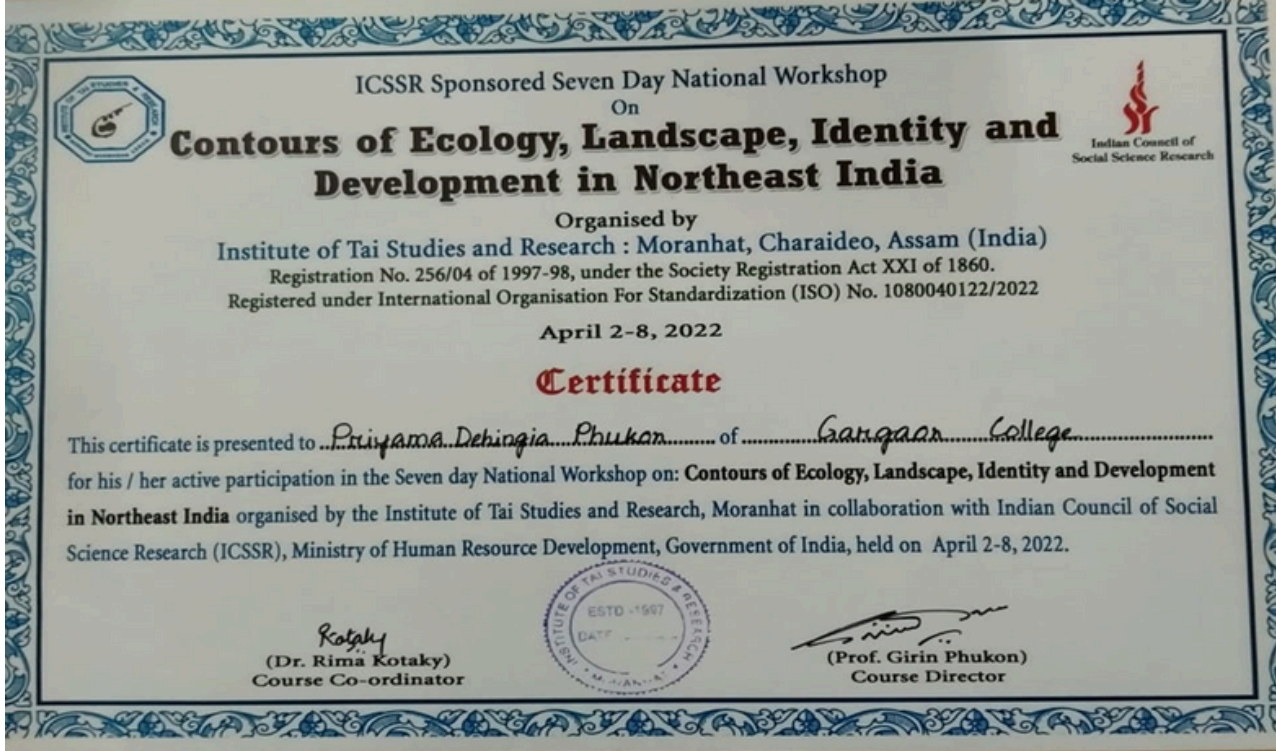 ICSSR Sponsored Seven Day National Workshop
On
Contours of Ecology, Landscape, Identity and
Development in Northeast India
Indian Council of
Social Science Research
Organised by
Institute of Tai Studies and Research : Moranhat, Charaideo, Assam (India)
Registration No. 256/04 of 1997-98, under the Society Registration Act XXI of 1860.
Registered under International Organisation For Standardization (ISO) No. 1080040122/2022
April 2-8, 2022
Certificate
This certificate is presented to Priyama Dehingia Phukon of Gargaon College
for his / her active participation in the Seven day National Workshop on: Contours of Ecology, Landscape, Identity and Development
in Northeast India organised by the Institute of Tai Studies and Research, Moranhat in collaboration with Indian Council of Social
Science Research (ICSSR), Ministry of Human Resource Development, Government of India, held on April 2-8, 2022.
INSTITUTE OF TAI STUDIES & RESEARCH
ESTD -1997
DATE
Rkotaky
(Dr. Rima Kotaky)
Course Co-ordinator
(Prof. Girin Phukon)
Course Director